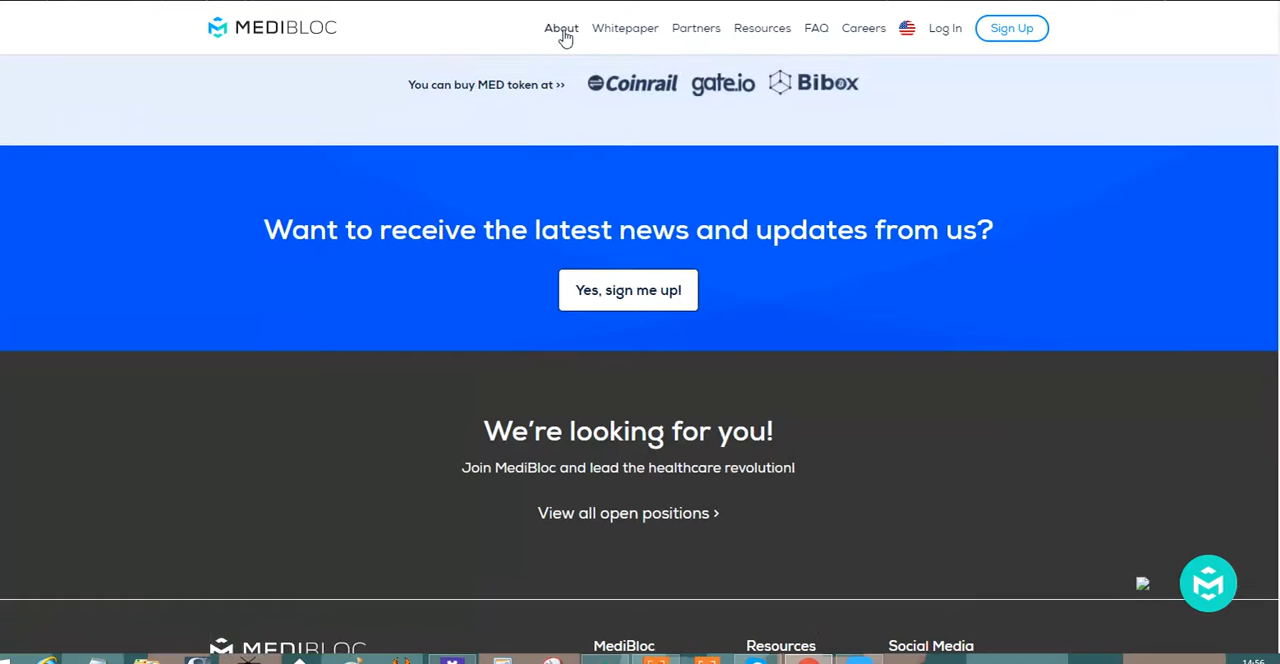 MEDIBLOC About Whitepaper Partners Resources FAQ Careers Log In Sign Up
You can buy MED token at >> Coinrail gate.io Bibox
Want to receive the latest news and updates from us?
Yes, sign me up!
We're looking for you!
Join MediBloc and lead the healthcare revolution!
View all open positions >
MEDIBLOC MediBloc Resources Social Media
14:56